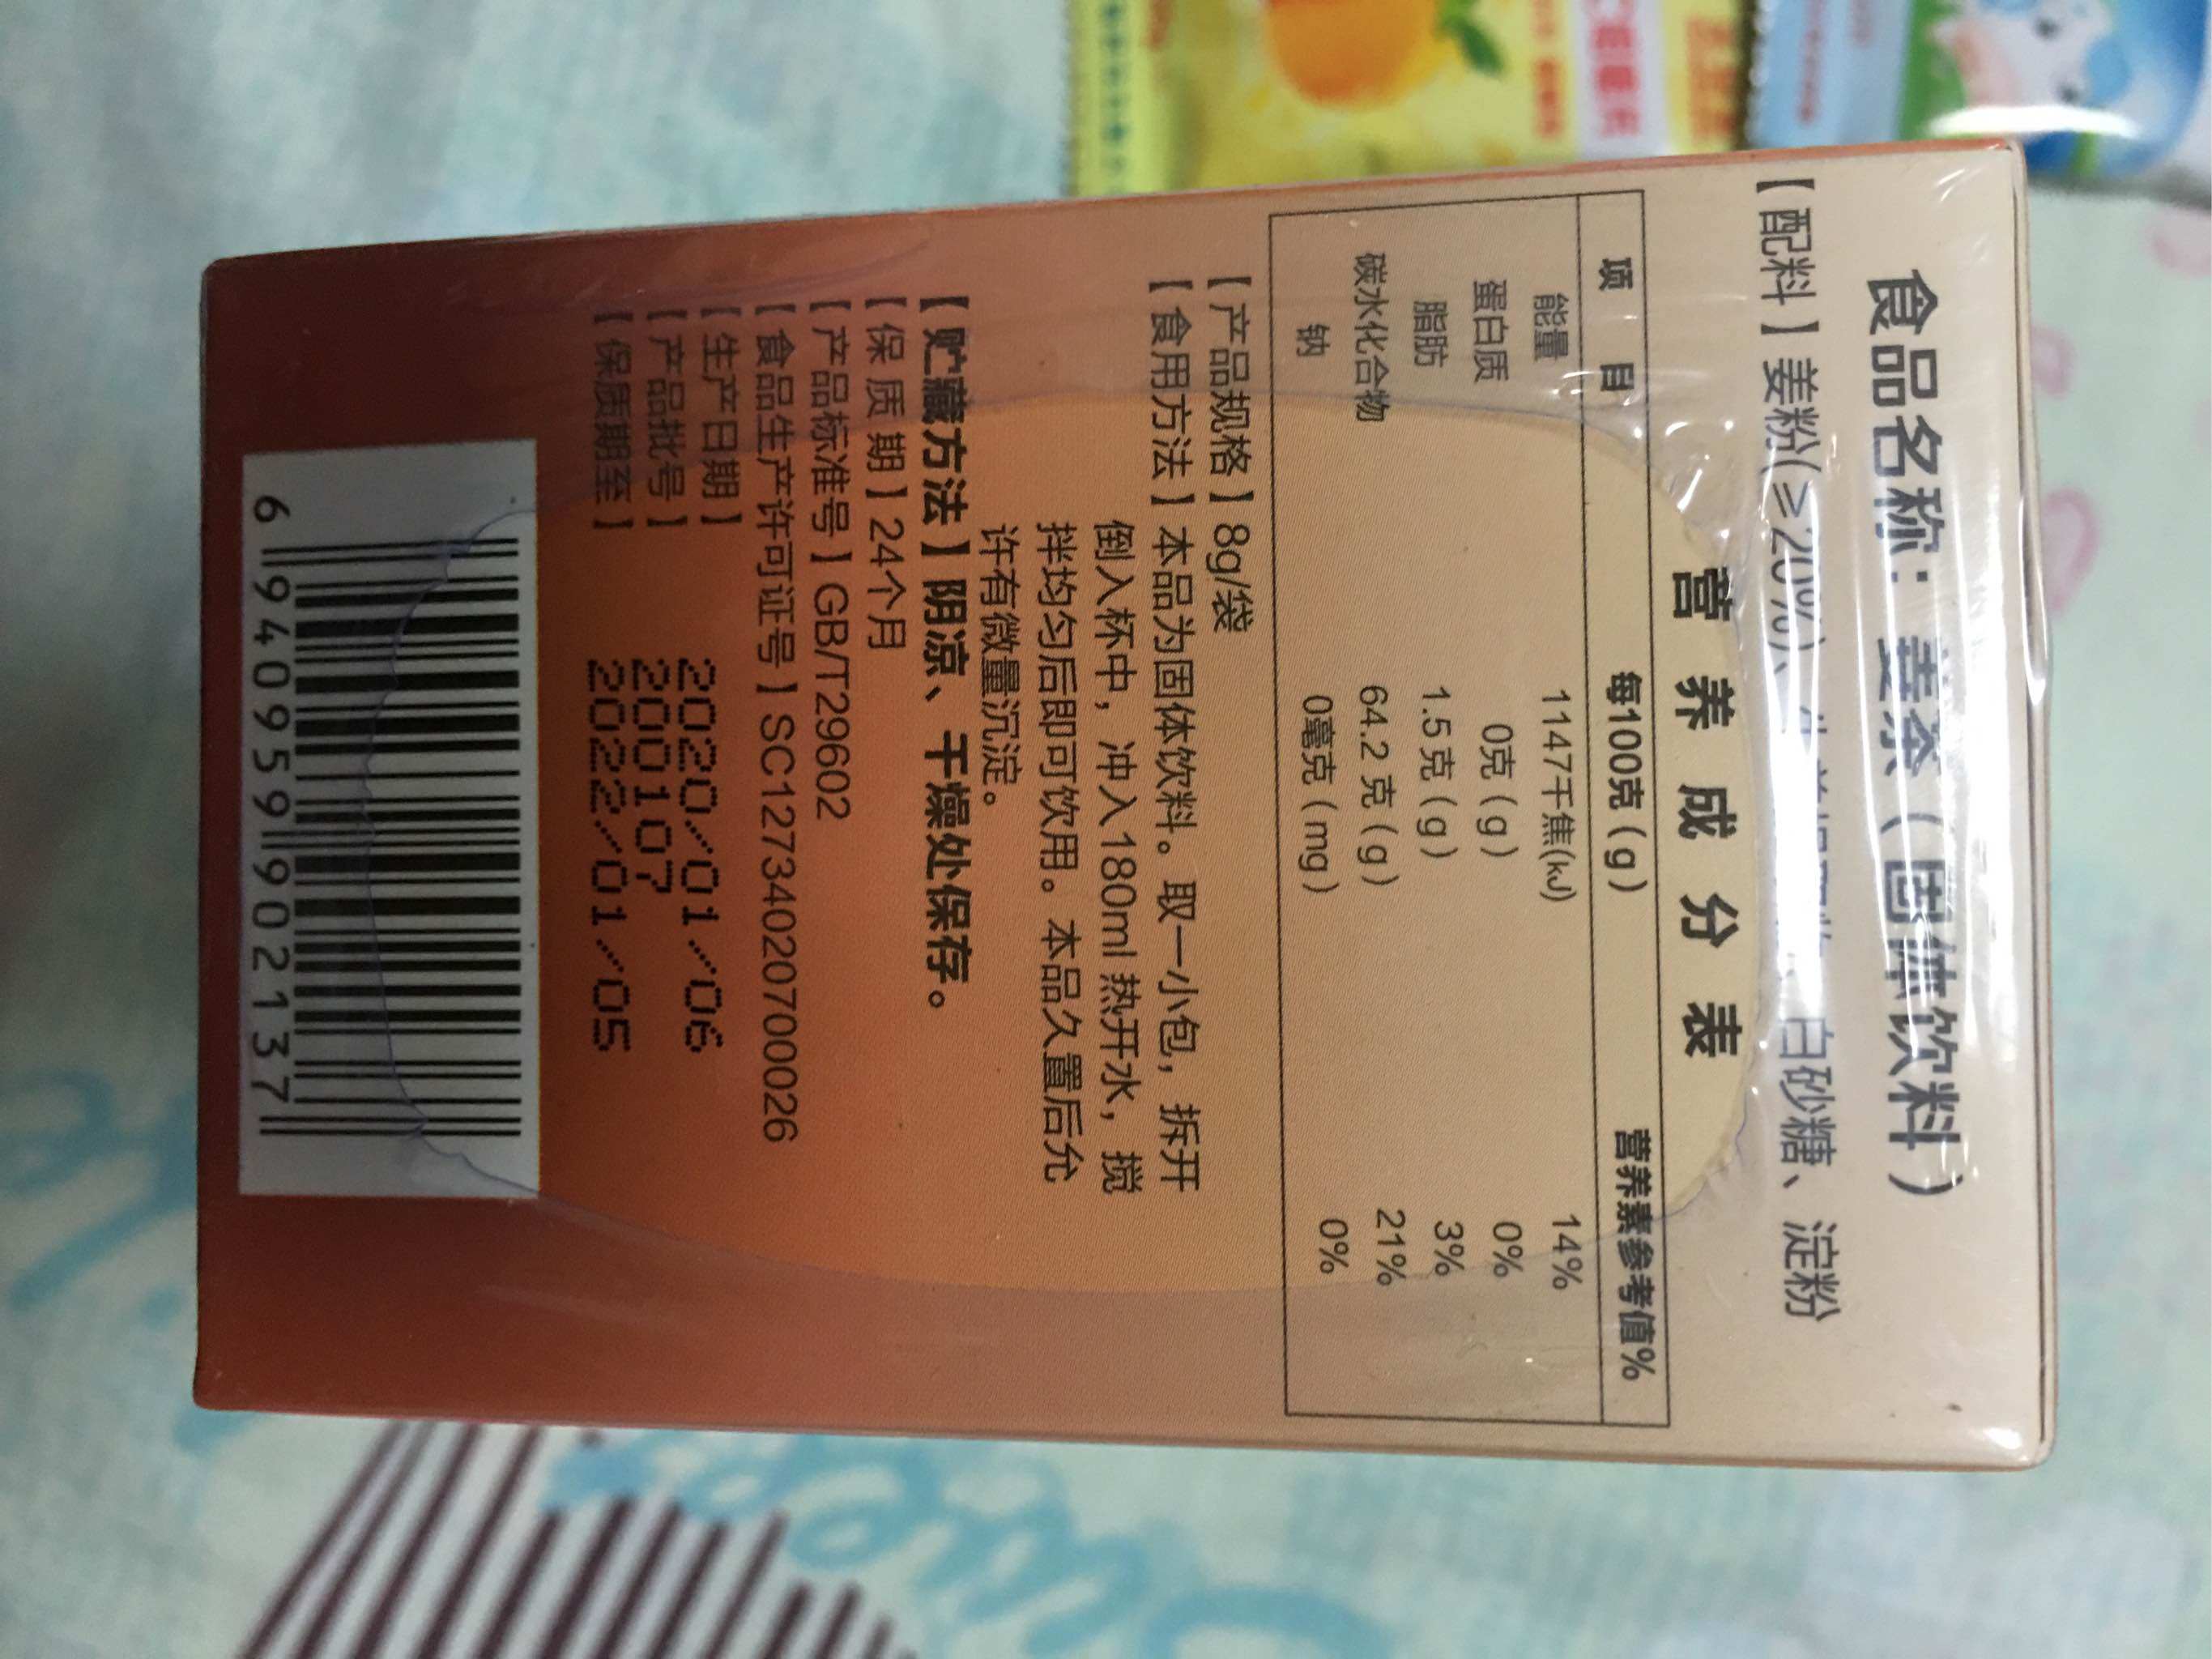 食品名称：姜茶（固体饮料）
【配料】姜粉(≥20%)、白砂糖、淀粉
营养成分表
项 目 每100克(g) 营养素参考值%
能量 1147千焦(kJ) 14%
蛋白质 0克(g) 0%
脂肪 1.5克(g) 3%
碳水化合物 64.2克(g) 21%
钠 0毫克(mg) 0%
【产品规格】8g/袋
【食用方法】本品为固体饮料。取一小包，拆开
倒入杯中，冲入180ml热开水，搅
拌均匀后即可饮用。本品久置后允
许有微量沉淀。
【贮藏方法】阴凉、干燥处保存。
【保 质 期】24个月
【产品标准号】GB/T29602
【食品生产许可证号】SC12734020700026
【生产日期】 2020/01/06
【产品批号】 200107
【保质期至】 2022/01/05
6 940959 902137